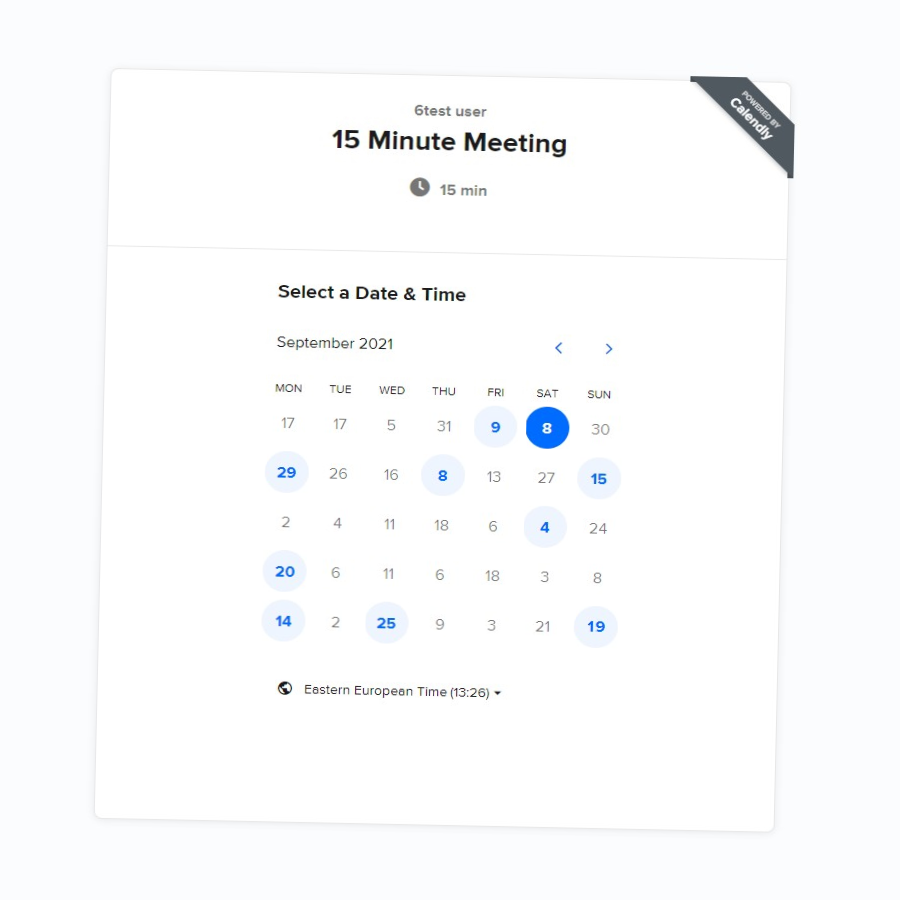 POWERED BY
Calendly
6test user
15 Minute Meeting
15 min
Select a Date & Time
September 2021
MON TUE WED THU FRI SAT SUN
17 17 5 31 9 8 30
29 26 16 8 13 27 15
2 4 11 18 6 4 24
20 6 11 6 18 3 8
14 2 25 9 3 21 19
Eastern European Time (13:26)